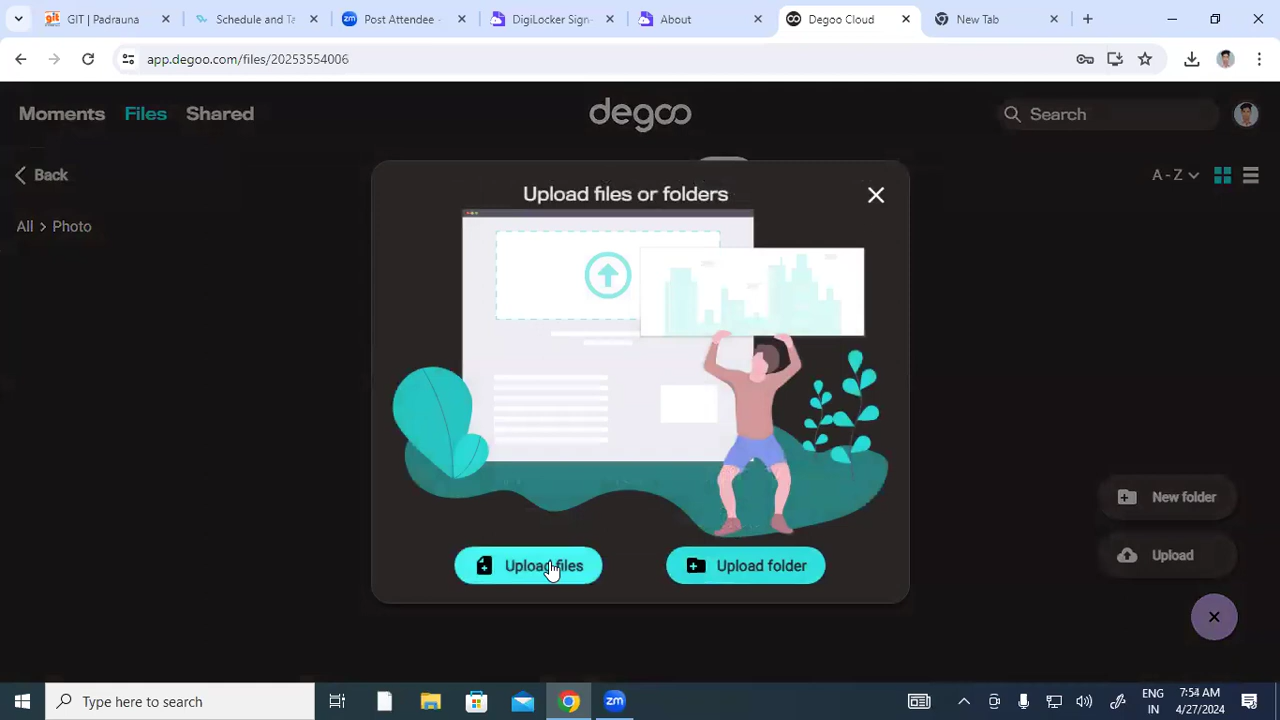 GIT | Padrauna
Schedule and Ta
Post Attendee -
DigiLocker Sign-
About
Degoo Cloud
New Tab
app.degoo.com/files/20253554006
Moments
Files
Shared
degoo
Search
Back
A - Z
All > Photo
Upload files or folders
Upload files
Upload folder
New folder
Upload
Type here to search
zm
ENG
IN
7:54 AM
4/27/2024